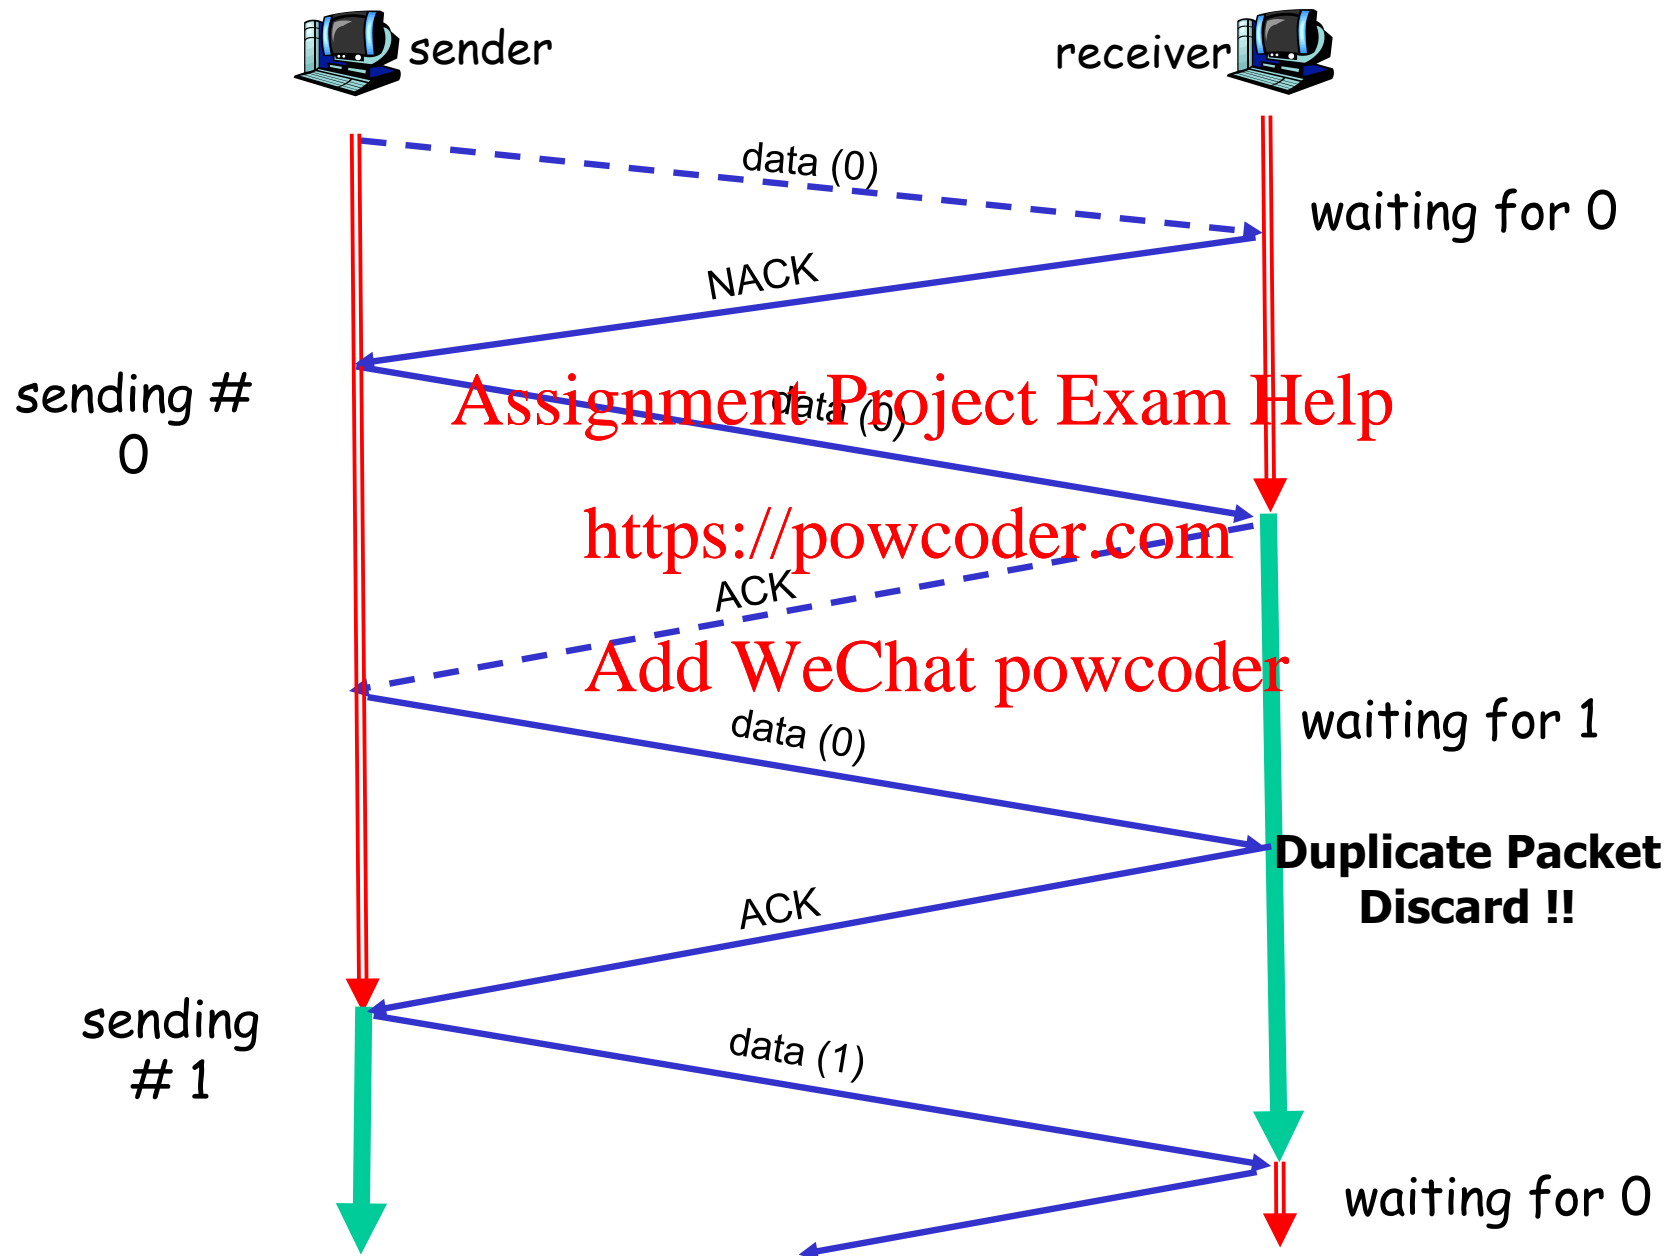 sender
receiver
data (0)
waiting for 0
NACK
sending #
0
Assignment Project Exam Help
data (0)
https://powcoder.com
ACK
Add WeChat powcoder
waiting for 1
data (0)
Duplicate Packet
Discard !!
ACK
sending
# 1
data (1)
waiting for 0